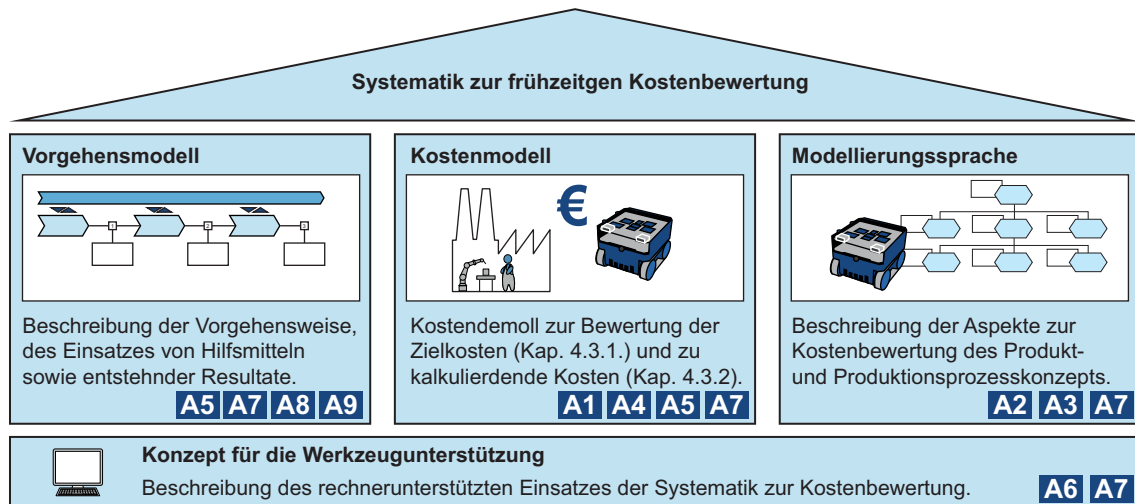 Systematik zur frühzeitgen Kostenbewertung
Vorgehensmodell
1 2 3
Beschreibung der Vorgehensweise,
des Einsatzes von Hilfsmitteln
sowie entstehnder Resultate.
A5 A7 A8 A9
Kostenmodell
€
Kostendemoll zur Bewertung der
Zielkosten (Kap. 4.3.1.) und zu
kalkulierdende Kosten (Kap. 4.3.2).
A1 A4 A5 A7
Modellierungssprache
Beschreibung der Aspekte zur
Kostenbewertung des Produkt-
und Produktionsprozesskonzepts.
A2 A3 A7
Konzept für die Werkzeugunterstützung
Beschreibung des rechnerunterstützten Einsatzes der Systematik zur Kostenbewertung.
A6 A7